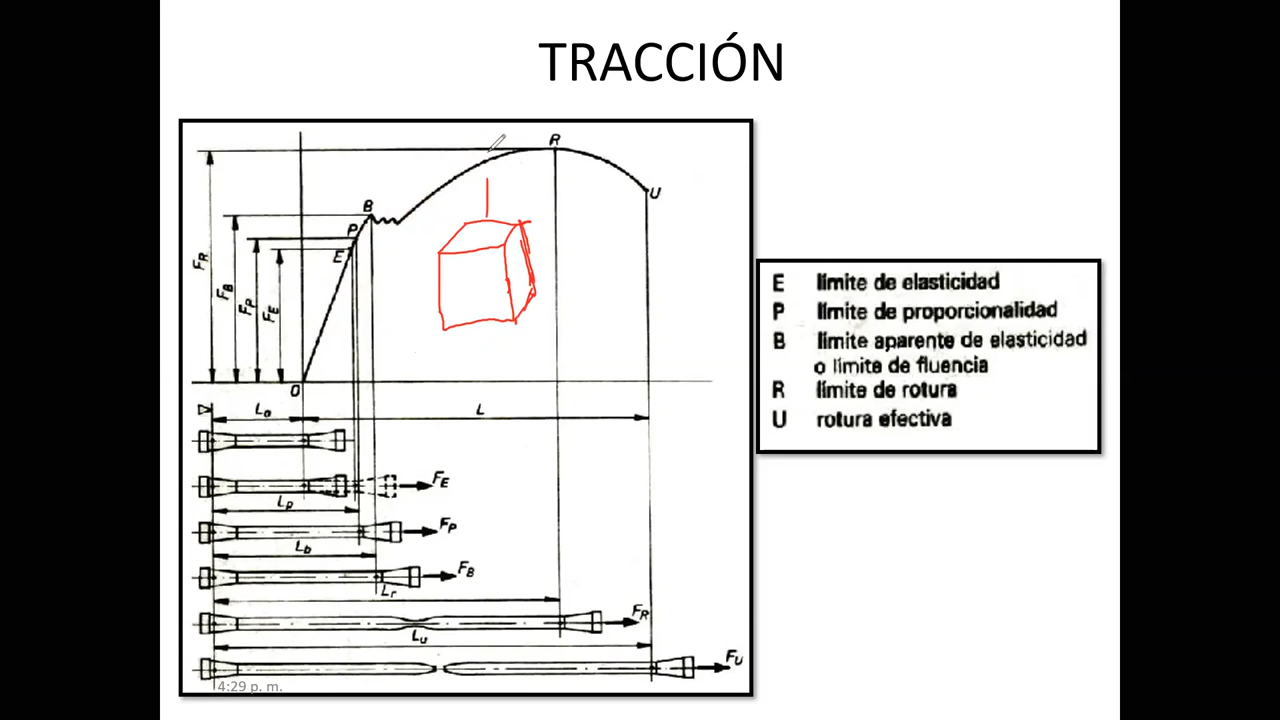 TRACCIÓN
R
B
U
P
E
F_R
F_B
F_P
F_E
O
L_o
L
F_E
L_p
F_P
L_b
F_B
L_r
F_R
L_u
F_U
4:29 p. m.
E límite de elasticidad
P límite de proporcionalidad
B límite aparente de elasticidad
o límite de fluencia
R límite de rotura
U rotura efectiva